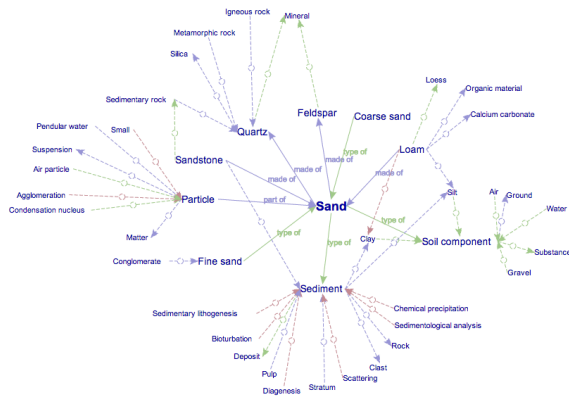 Igneous rock
Mineral
Metamorphic rock
Silica
Loess
Organic material
Sedimentary rock
Feldspar
Coarse sand
Calcium carbonate
Pendular water
Small
Quartz
type of
Suspension
Sandstone
made of
Loam
Air particle
made of
made of
Agglomeration
Particle
part of
Sand
Sit
Air
Ground
Condensation nucleus
Water
Matter
type of
type of
type of
Clay
Soil component
Substance
Conglomerate
Fine sand
Gravel
Sediment
Sedimentary lithogenesis
Chemical precipitation
Bioturbation
Sedimentological analysis
Deposit
Rock
Pulp
Clast
Diagenesis
Stratum
Scattering